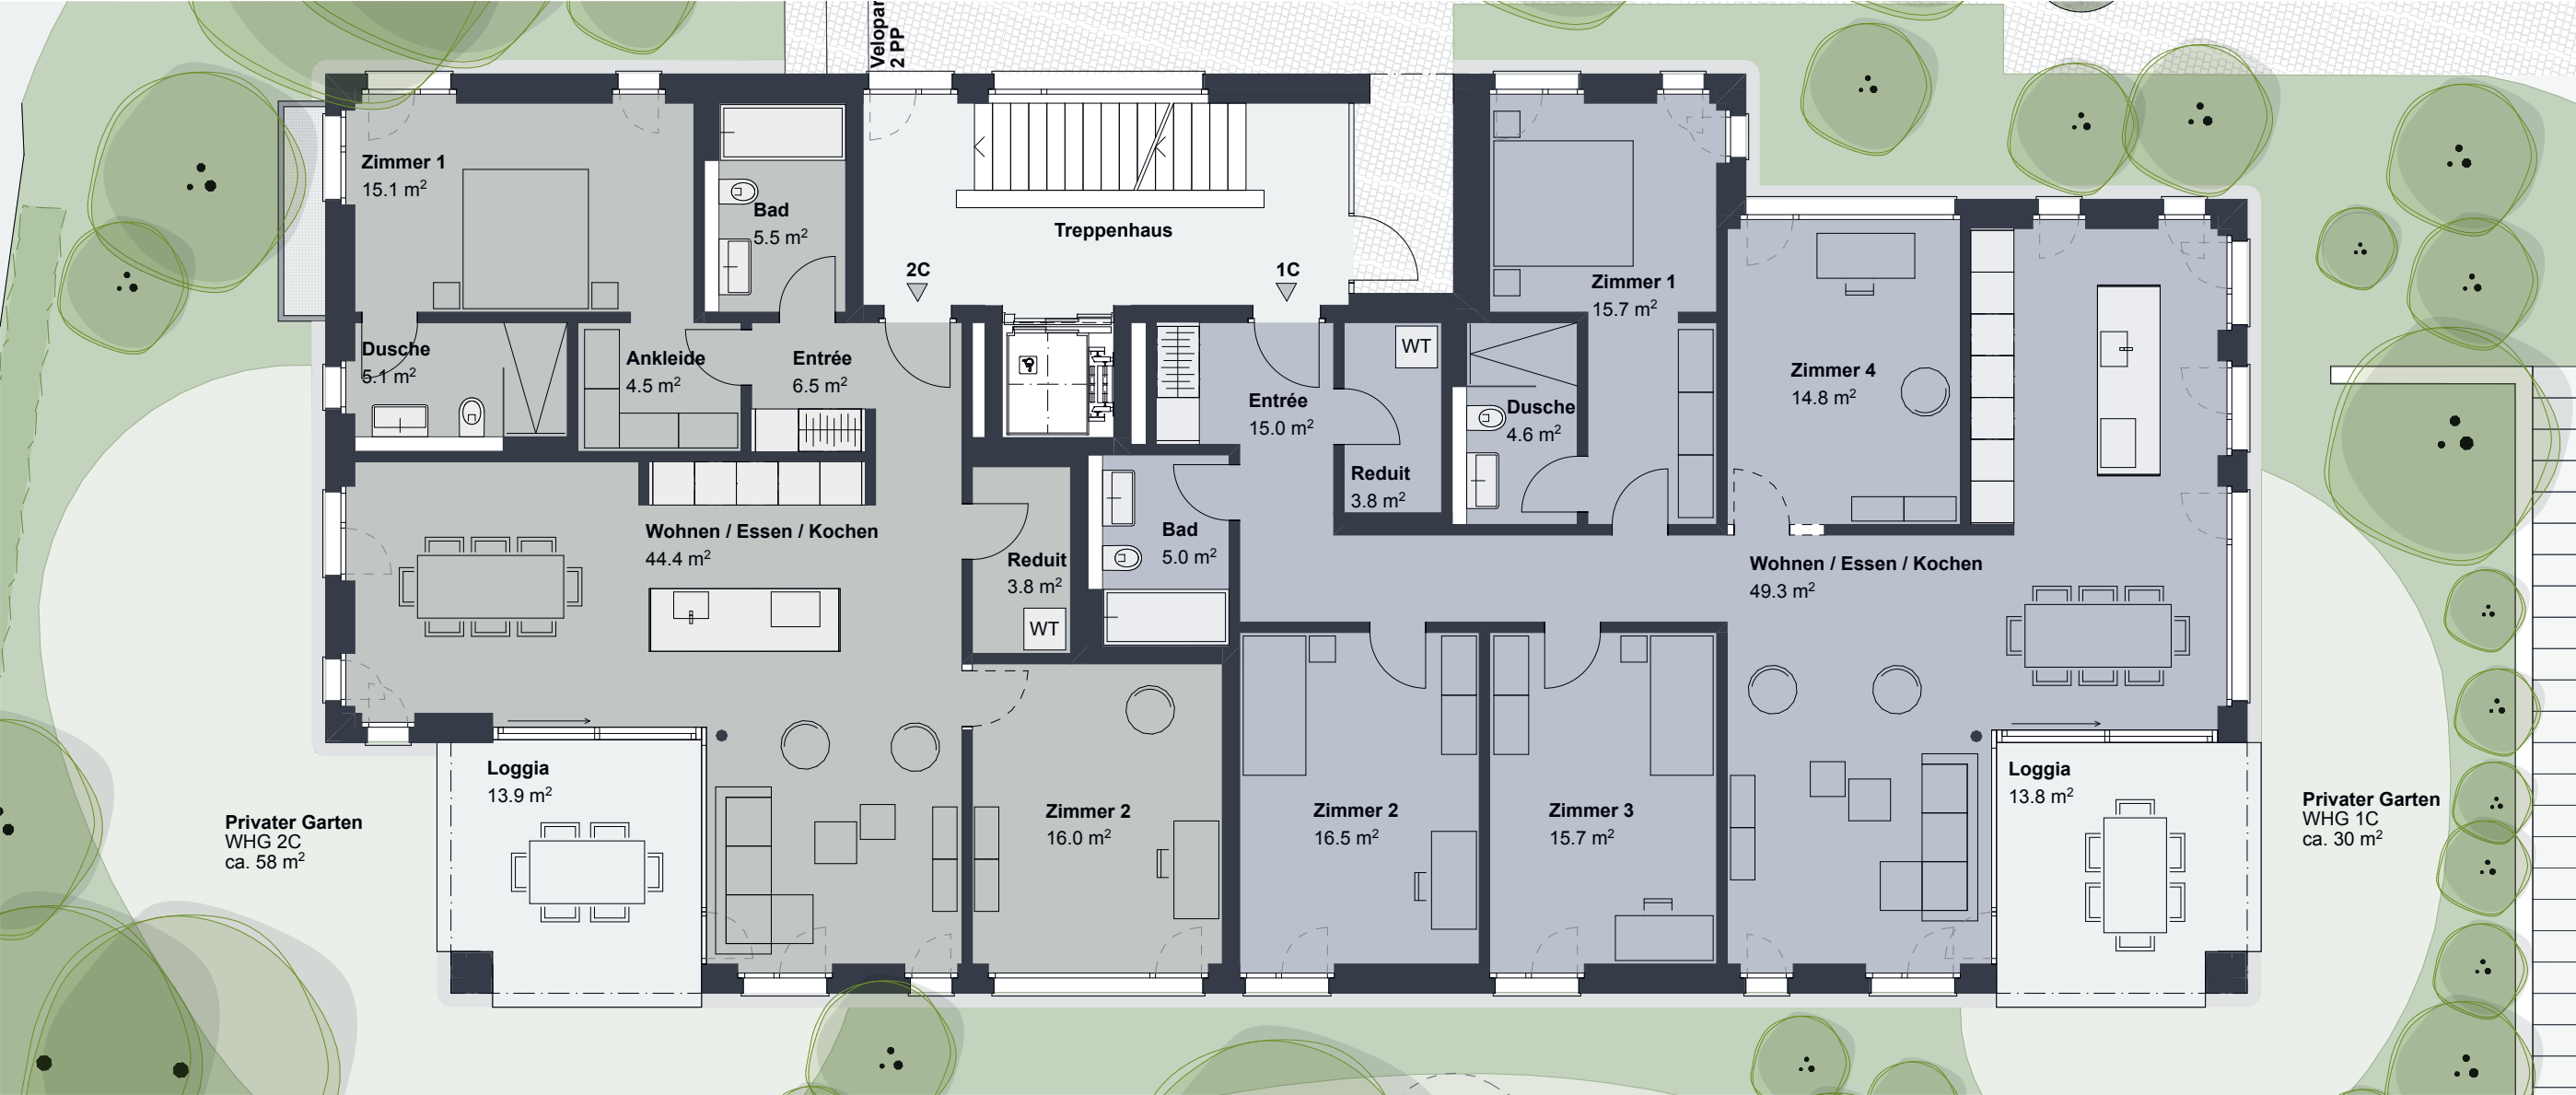 Velopar
2 PP
Zimmer 1
15.1 m²
Bad
5.5 m²
Treppenhaus
2C
1C
Zimmer 1
15.7 m²
Dusche
5.1 m²
Ankleide
4.5 m²
Entrée
6.5 m²
Entrée
15.0 m²
WT
Reduit
3.8 m²
Dusche
4.6 m²
Zimmer 4
14.8 m²
Wohnen / Essen / Kochen
44.4 m²
Reduit
3.8 m²
WT
Bad
5.0 m²
Wohnen / Essen / Kochen
49.3 m²
Loggia
13.9 m²
Zimmer 2
16.0 m²
Zimmer 2
16.5 m²
Zimmer 3
15.7 m²
Loggia
13.8 m²
Privater Garten
WHG 2C
ca. 58 m²
Privater Garten
WHG 1C
ca. 30 m²